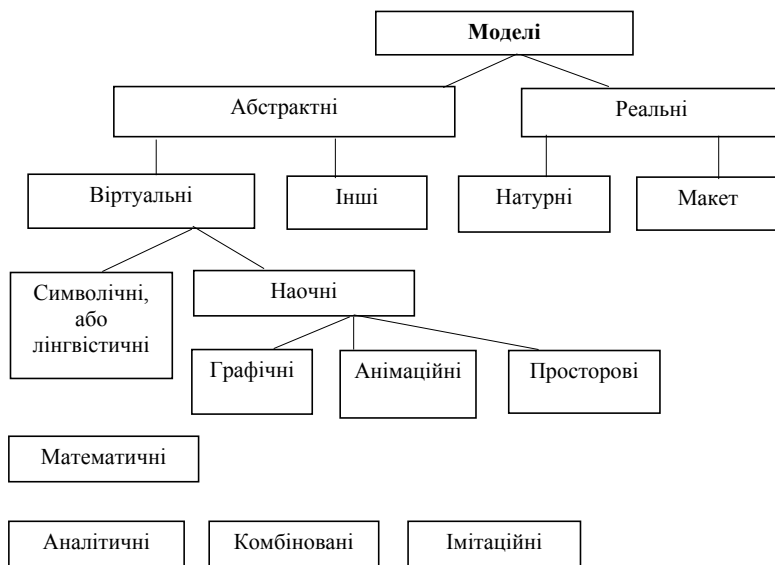 Моделі
Абстрактні
Реальні
Віртуальні
Інші
Натурні
Макет
Символічні,
або
лінгвістичні
Наочні
Графічні
Анімаційні
Просторові
Математичні
Аналітичні
Комбіновані
Імітаційні